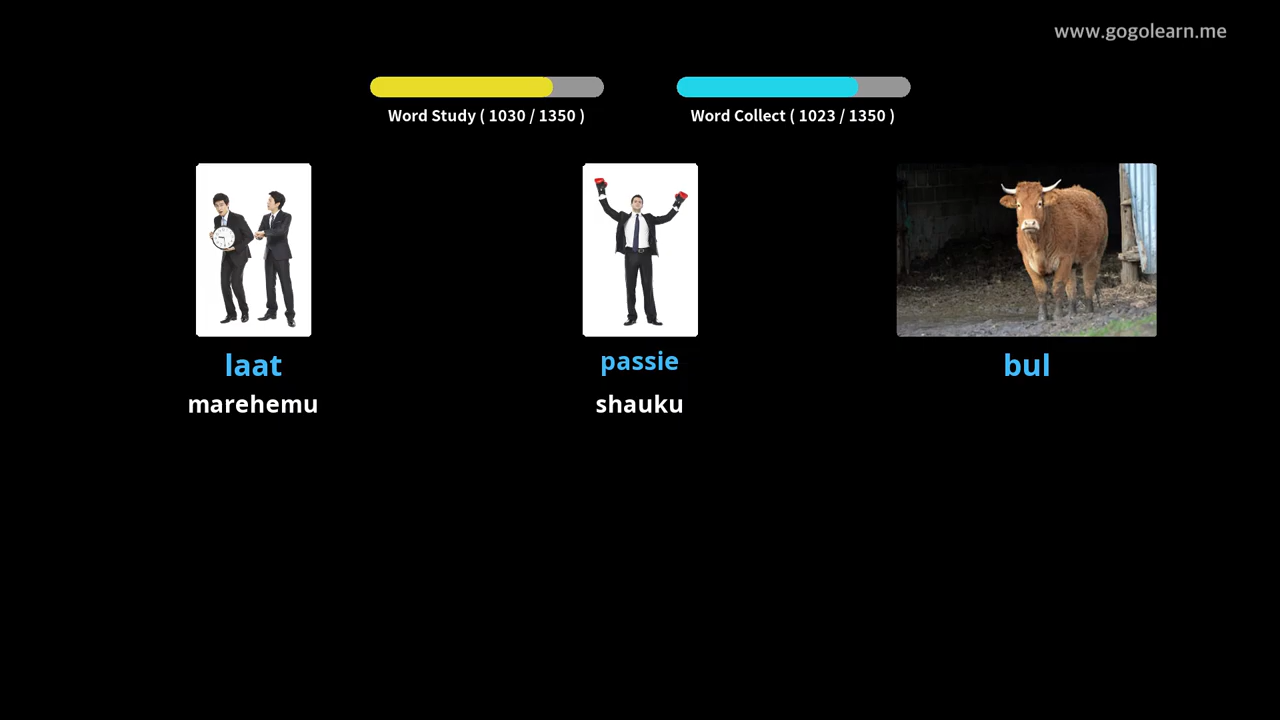 www.gogolearn.me
Word Study ( 1030 / 1350 )
Word Collect ( 1023 / 1350 )
laat
passie
bul
marehemu
shauku